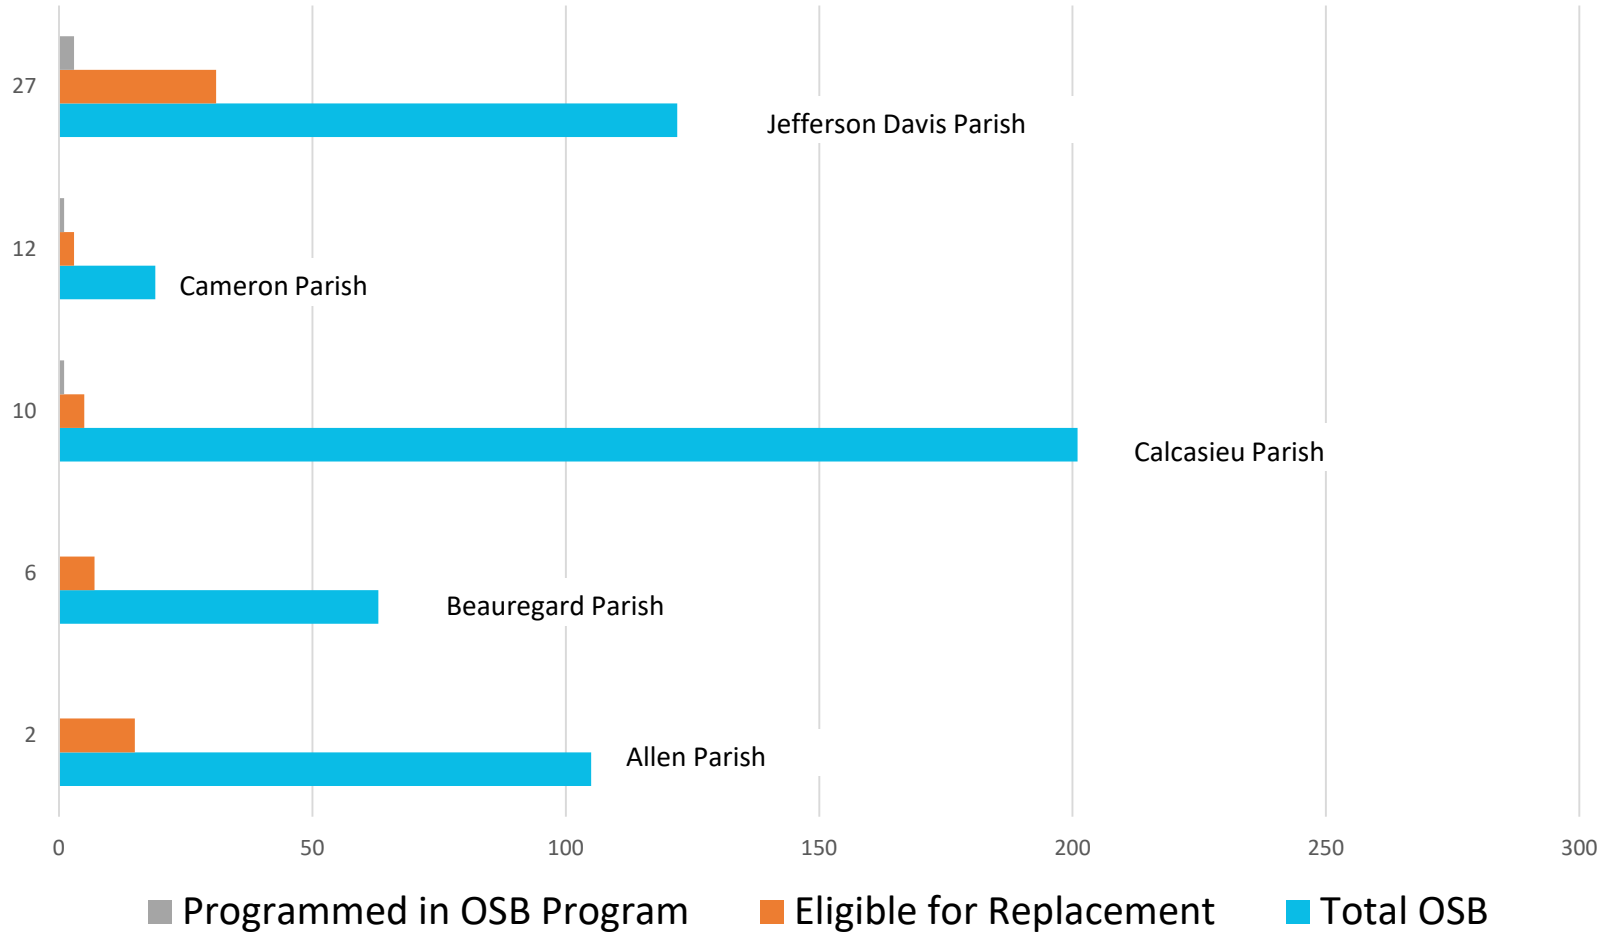 27
Jefferson Davis Parish
12
Cameron Parish
10
Calcasieu Parish
6
Beauregard Parish
2
Allen Parish
0 50 100 150 200 250 300
Programmed in OSB Program Eligible for Replacement Total OSB